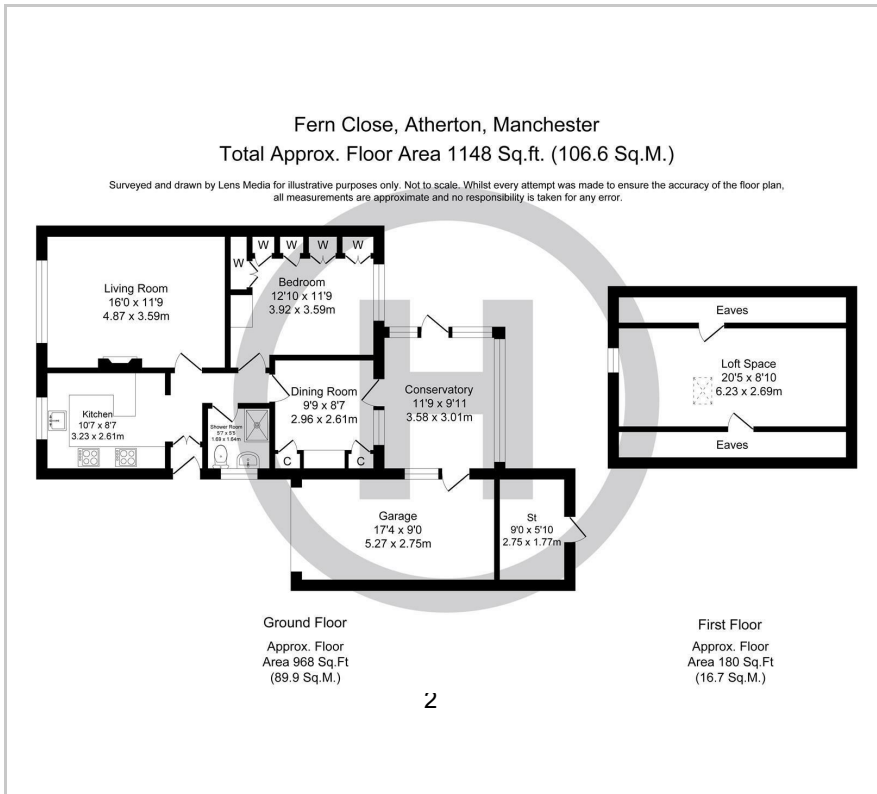 Fern Close, Atherton, Manchester
Total Approx. Floor Area 1148 Sq.ft. (106.6 Sq.M.)
Surveyed and drawn by Lens Media for illustrative purposes only. Not to scale. Whilst every attempt was made to ensure the accuracy of the floor plan,
all measurements are approximate and no responsibility is taken for any error.
W
W
W
W
W
Living Room
16'0 x 11'9
4.87 x 3.59m
Bedroom
12'10 x 11'9
3.92 x 3.59m
Kitchen
10'7 x 8'7
3.23 x 2.61m
Shower Room
5'7 x 5'5
1.69 x 1.64m
Dining Room
9'9 x 8'7
2.96 x 2.61m
C
C
Conservatory
11'9 x 9'11
3.58 x 3.01m
Garage
17'4 x 9'0
5.27 x 2.75m
St
9'0 x 5'10
2.75 x 1.77m
Eaves
Loft Space
20'5 x 8'10
6.23 x 2.69m
Eaves
Ground Floor
Approx. Floor
Area 968 Sq.Ft
(89.9 Sq.M.)
First Floor
Approx. Floor
Area 180 Sq.Ft
(16.7 Sq.M.)
H
2